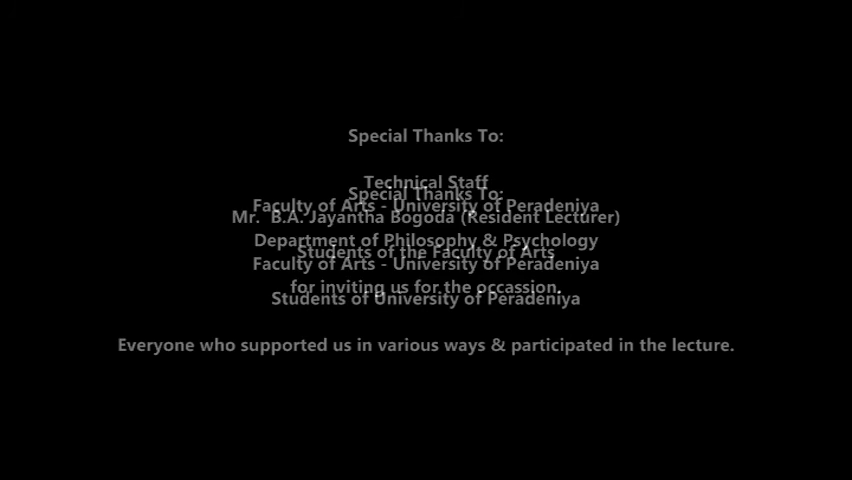 Special Thanks To:
Technical Staff
Special Thanks To:
Faculty of Arts - University of Peradeniya
Mr. B.A. Jayantha Bogoda (Resident Lecturer)
Department of Philosophy & Psychology
Students of the Faculty of Arts
Faculty of Arts - University of Peradeniya
for inviting us for the occassion.
Students of University of Peradeniya
Everyone who supported us in various ways & participated in the lecture.